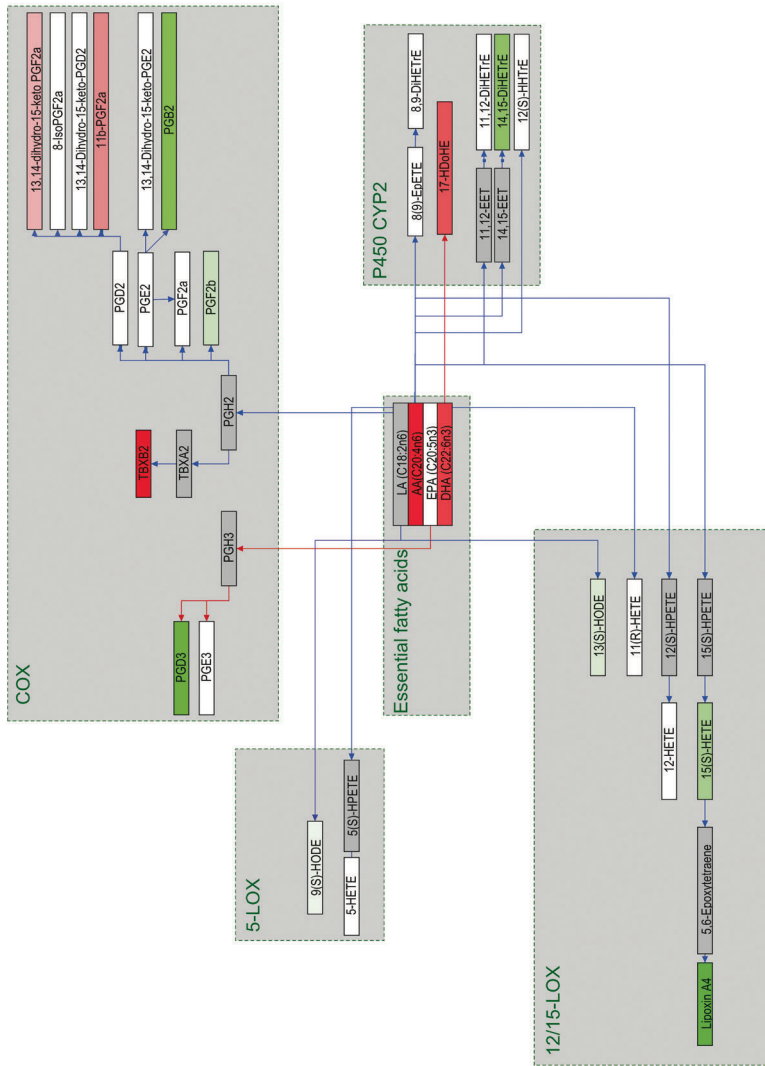 COX
PGD3
PGE3
PGH3
TBXB2
TBXA2
PGH2
PGD2
PGE2
PGF2a
PGF2b
13,14-dihydro-15-keto PGF2a
8-IsoPGF2a
13,14-Dihydro-15-keto-PGD2
11b-PGF2a
13,14-Dihydro-15-keto-PGE2
PGB2
5-LOX
9(S)-HODE
5-HETE
5(S)-HPETE
Essential fatty acids
LA (C18:2n6)
AA(C20:4n6)
EPA (C20:5n3)
DHA (C22:6n3)
P450 CYP2
8(9)-EpETE
8,9-DiHETrE
17-HDoHE
11,12-EET
11,12-DiHETrE
14,15-EET
14,15-DiHETrE
12(S)-HHTrE
12/15-LOX
13(S)-HODE
11(R)-HETE
12-HETE
12(S)-HPETE
Lipoxin A4
5,6-Epoxytetraene
15(S)-HETE
15(S)-HPETE